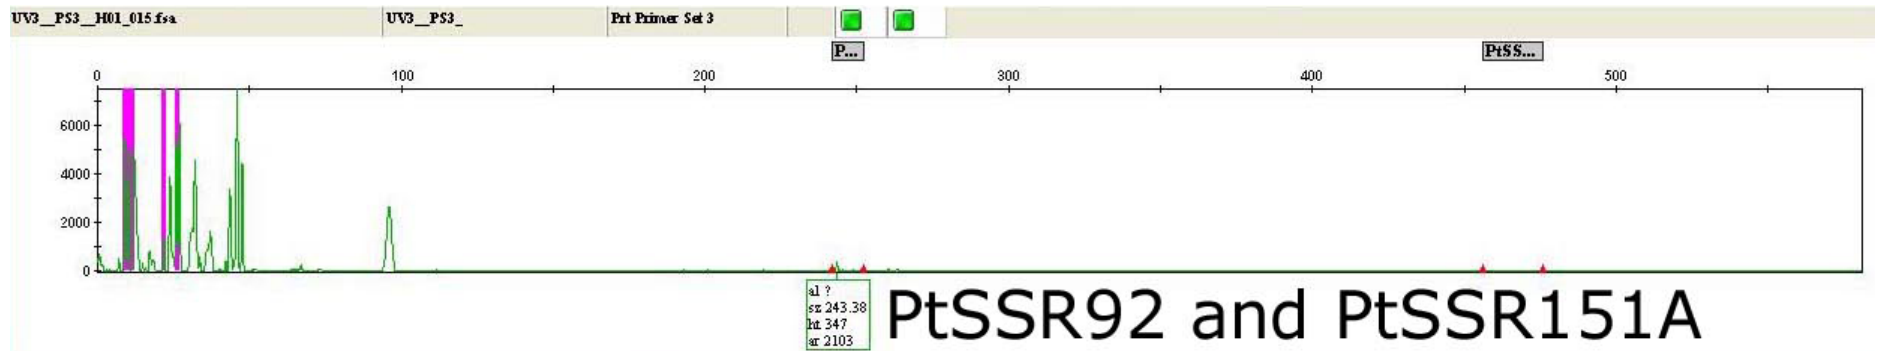 UV3__PS3__H01_015.fsa UV3__PS3_ Prt Primer Set 3
P... PtSS...
0 100 200 300 400 500
6000
4000
2000
0
al ?
sz 243.38
ht 347
ar 2103
PtSSR92 and PtSSR151A